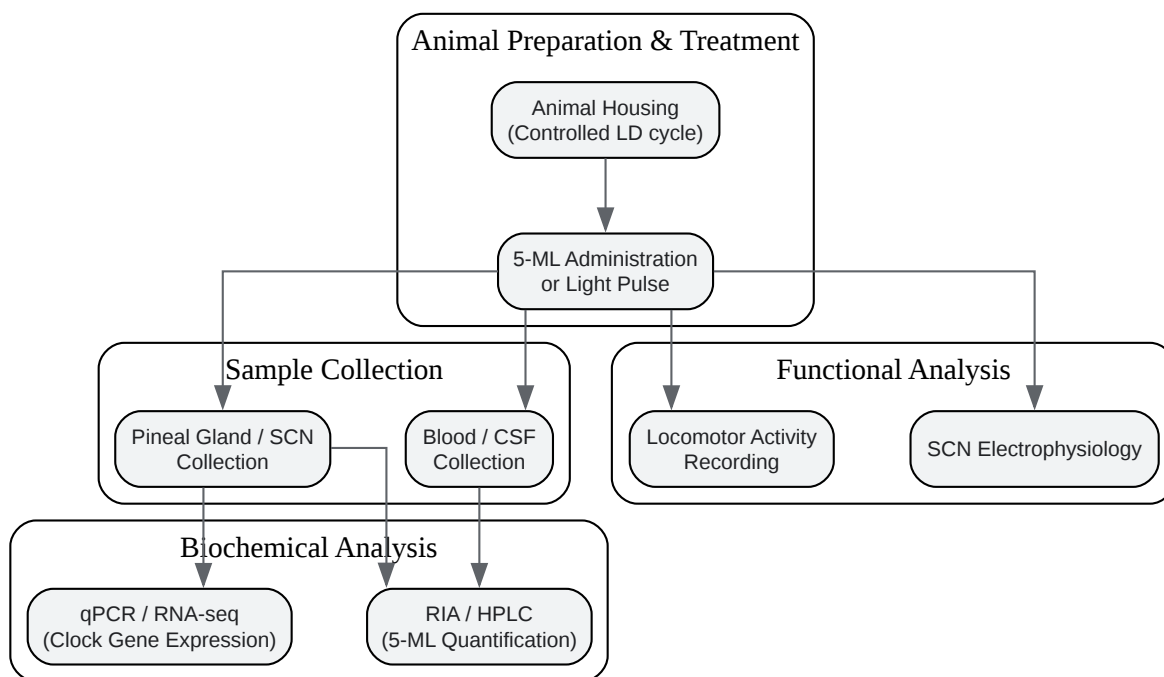 Animal Preparation & Treatment
Animal Housing
(Controlled LD cycle)
5-ML Administration
or Light Pulse
Sample Collection
Functional Analysis
Pineal Gland / SCN
Collection
Blood / CSF
Collection
Locomotor Activity
Recording
SCN Electrophysiology
Biochemical Analysis
qPCR / RNA-seq
(Clock Gene Expression)
RIA / HPLC
(5-ML Quantification)